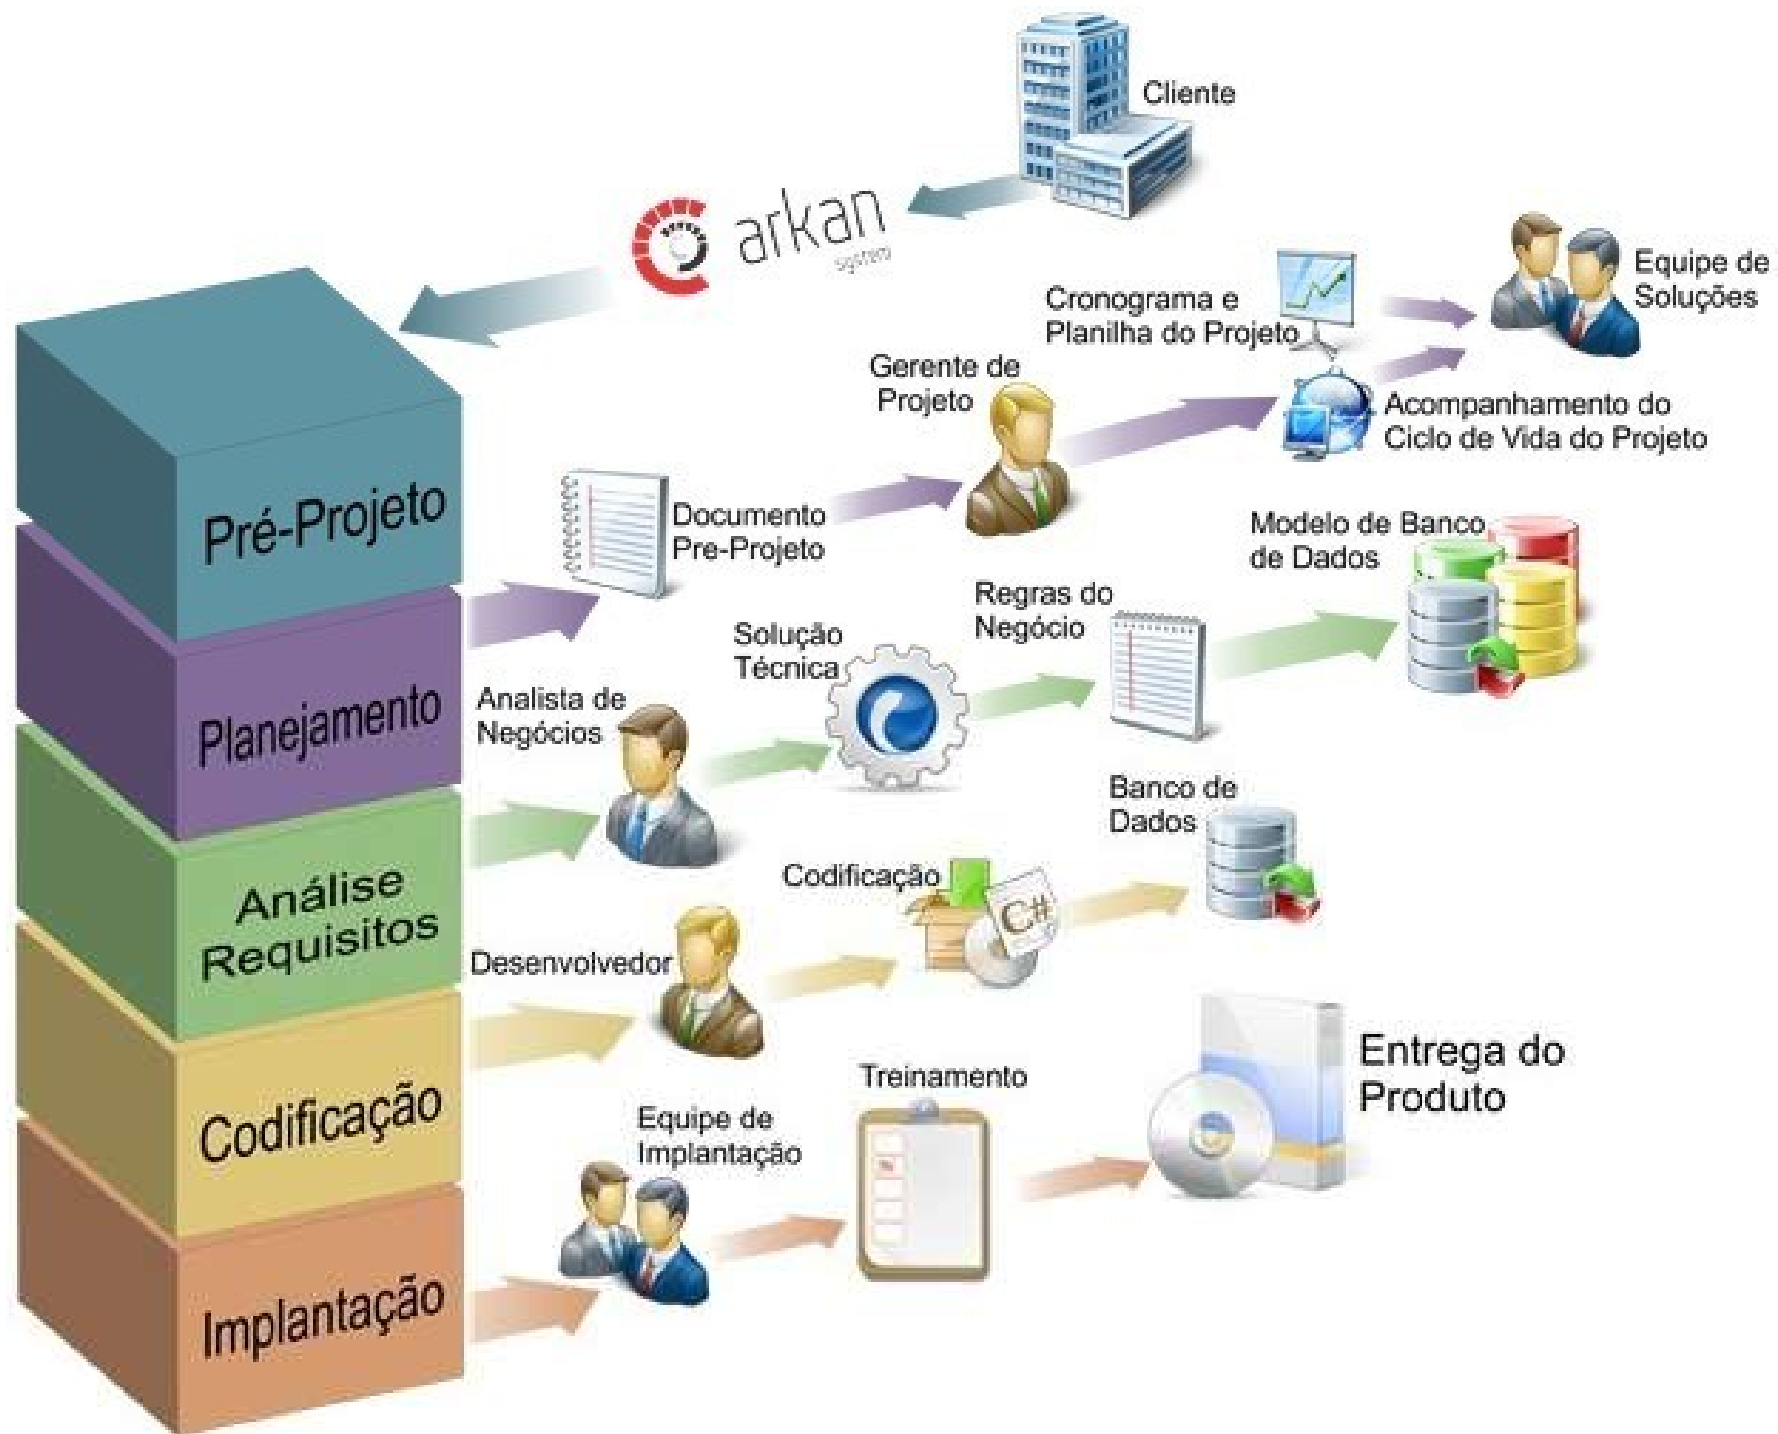 Cliente
arkan
system
Equipe de
Soluções
Cronograma e
Planilha do Projeto
Gerente de
Projeto
Acompanhamento do
Ciclo de Vida do Projeto
Pré-Projeto
Documento
Pre-Projeto
Modelo de Banco
de Dados
Regras do
Negócio
Solução
Técnica
Planejamento
Analista de
Negócios
Banco de
Dados
Análise
Requisitos
Codificação
C#
Desenvolvedor
Codificação
Entrega do
Produto
Treinamento
Equipe de
Implantação
Implantação